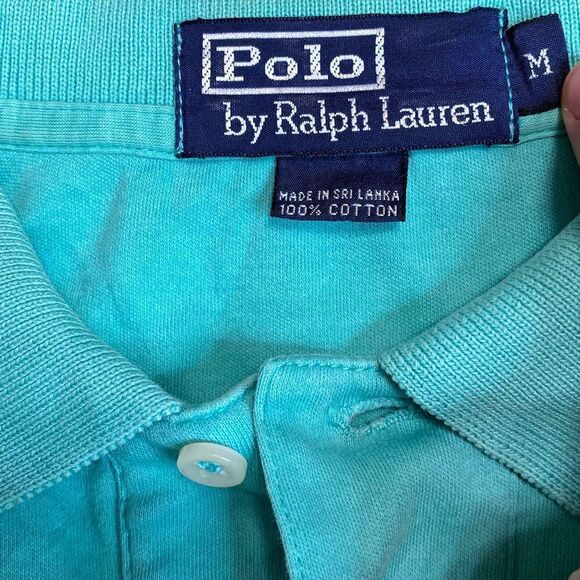 Polo
by Ralph Lauren
M
MADE IN SRI LANKA
100% COTTON